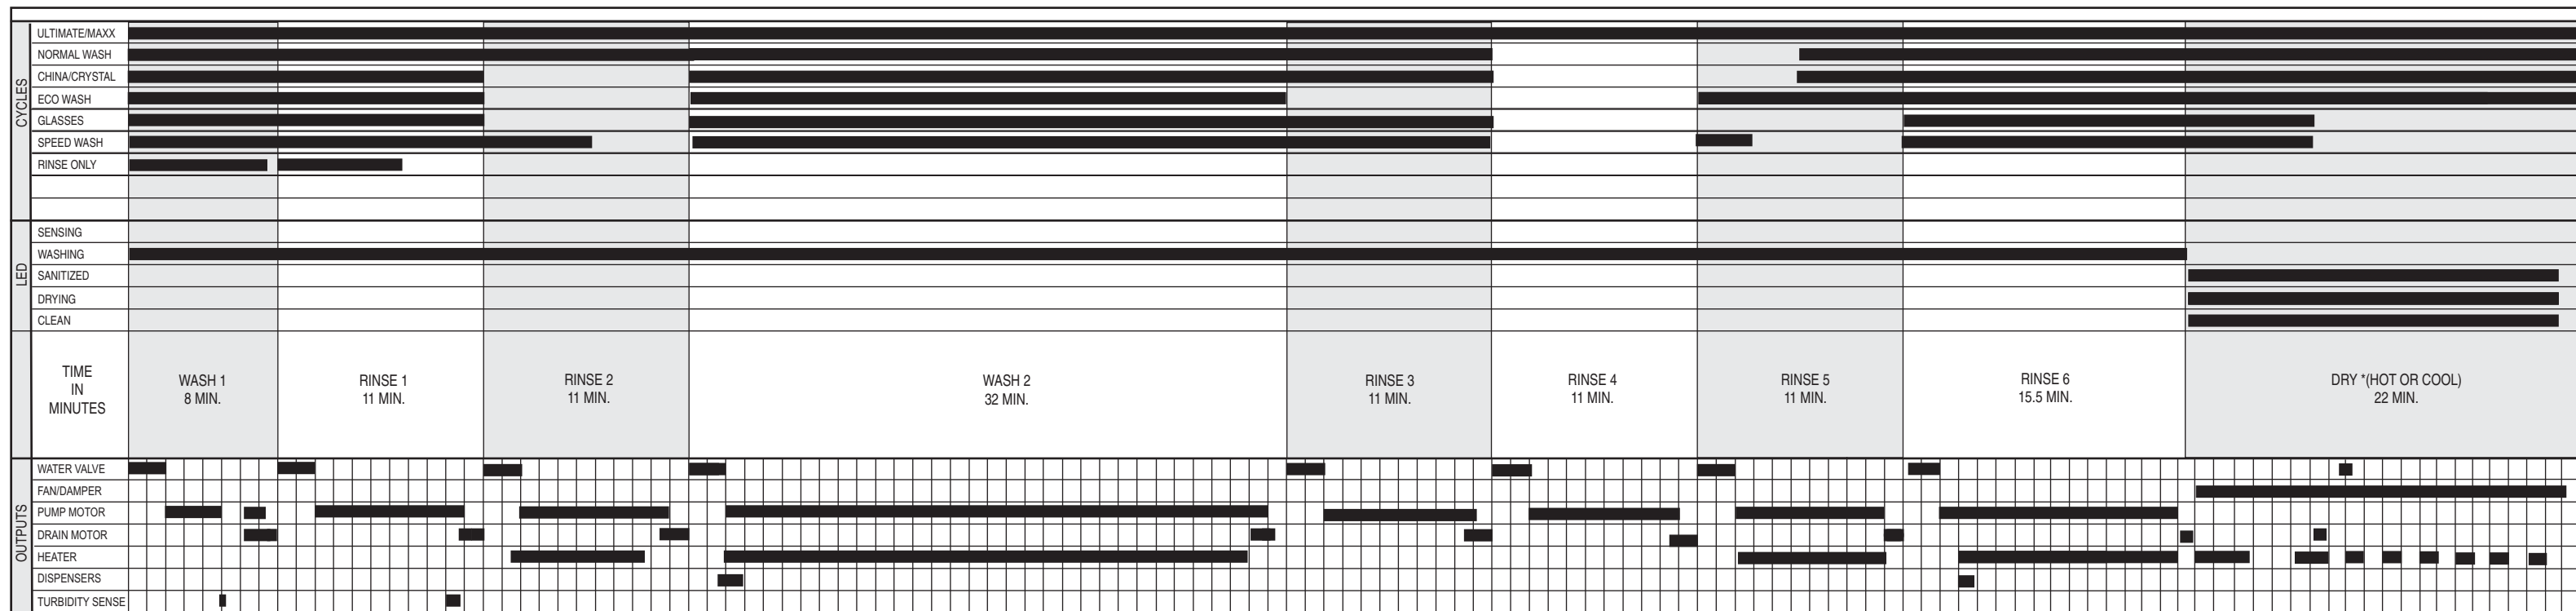 CYCLES
ULTIMATE/MAXX
NORMAL WASH
CHINA/CRYSTAL
ECO WASH
GLASSES
SPEED WASH
RINSE ONLY
LED
SENSING
WASHING
SANITIZED
DRYING
CLEAN
TIME
IN
MINUTES
WASH 1
8 MIN.
RINSE 1
11 MIN.
RINSE 2
11 MIN.
WASH 2
32 MIN.
RINSE 3
11 MIN.
RINSE 4
11 MIN.
RINSE 5
11 MIN.
RINSE 6
15.5 MIN.
DRY *(HOT OR COOL)
22 MIN.
OUTPUTS
WATER VALVE
FAN/DAMPER
PUMP MOTOR
DRAIN MOTOR
HEATER
DISPENSERS
TURBIDITY SENSE